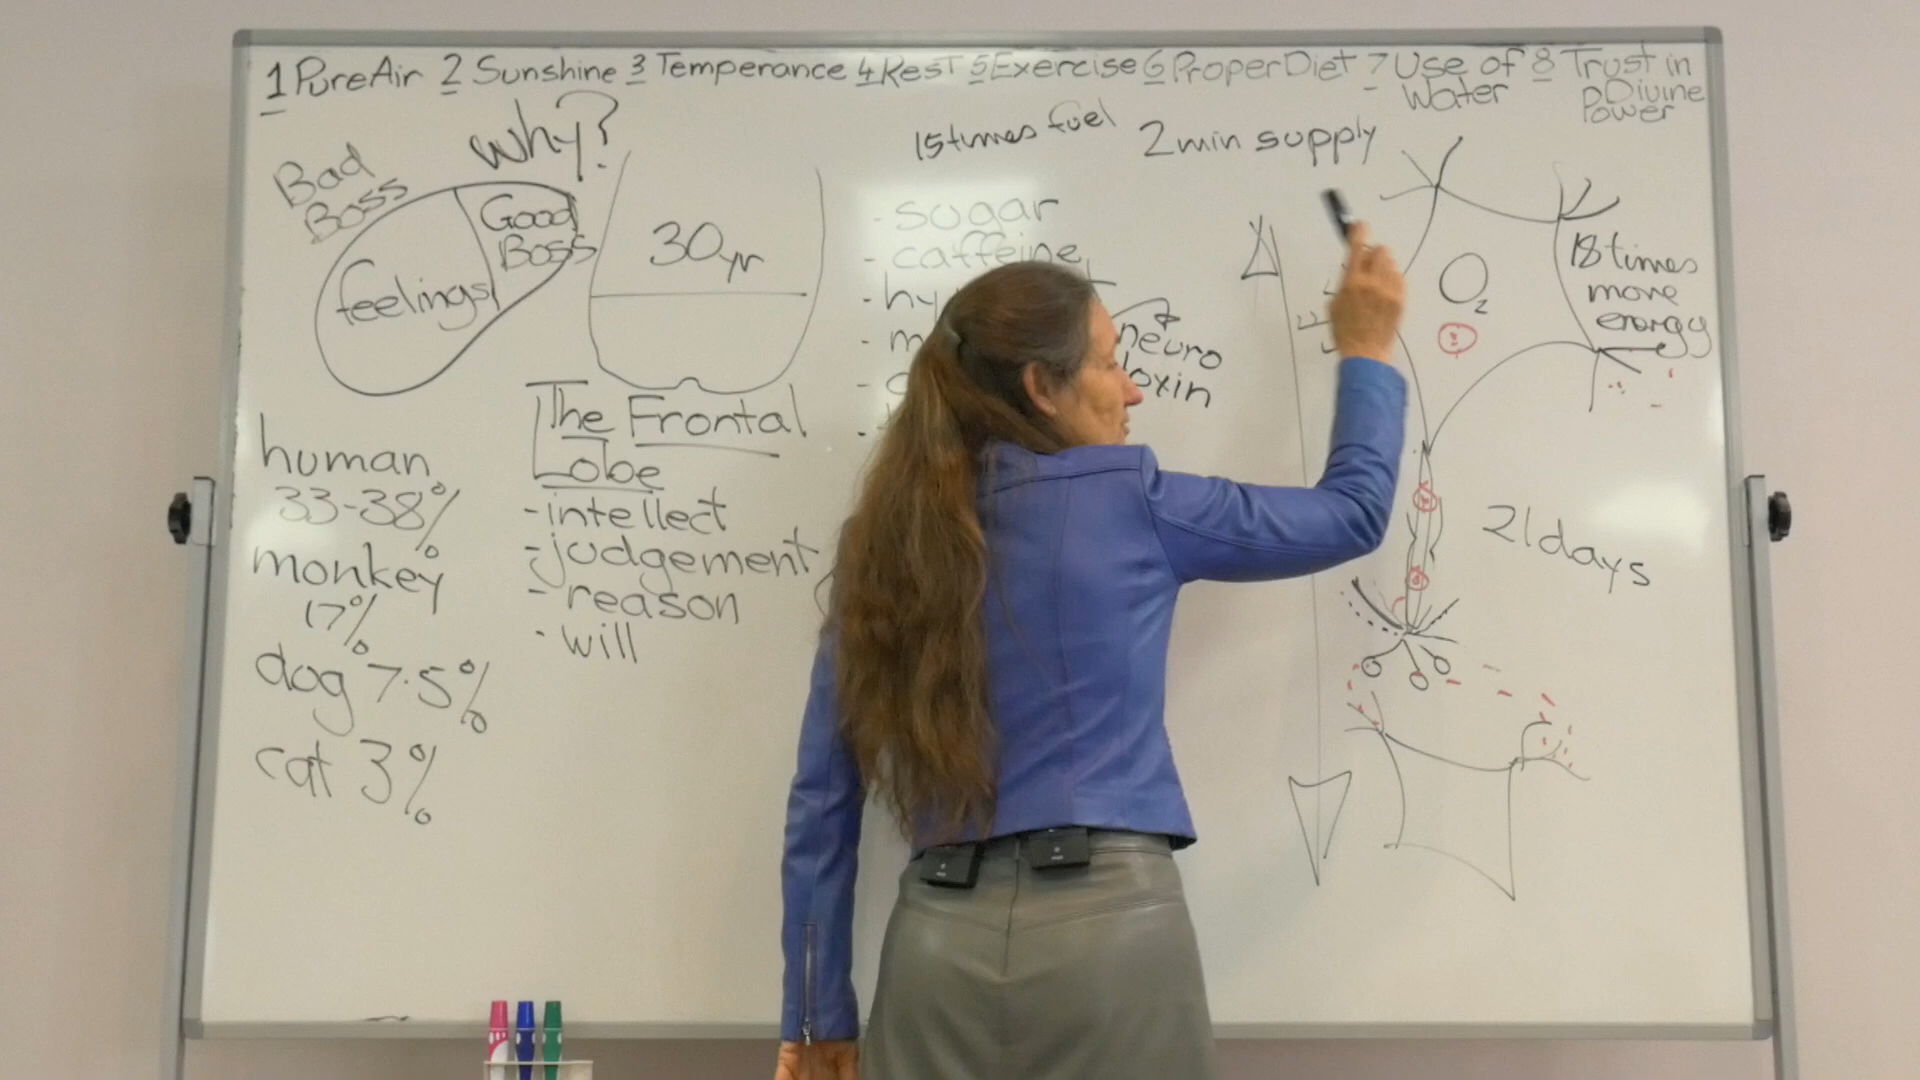 1 Pure Air 2 Sunshine 3 Temperance 4 Rest 5 Exercise 6 Proper Diet 7 Use of Water 8 Trust in Divine Power
Why?
Bad
Boss
feelings
Good
Boss
30yr
human
33-38%
monkey
17%
dog 7.5%
cat 3%
The Frontal
Lobe
-intellect
-judgement
-reason
-will
15 times fuel
-sugar
-caffeine
neuro
toxin
2 min supply
O2
18 times
more
energy
21 days